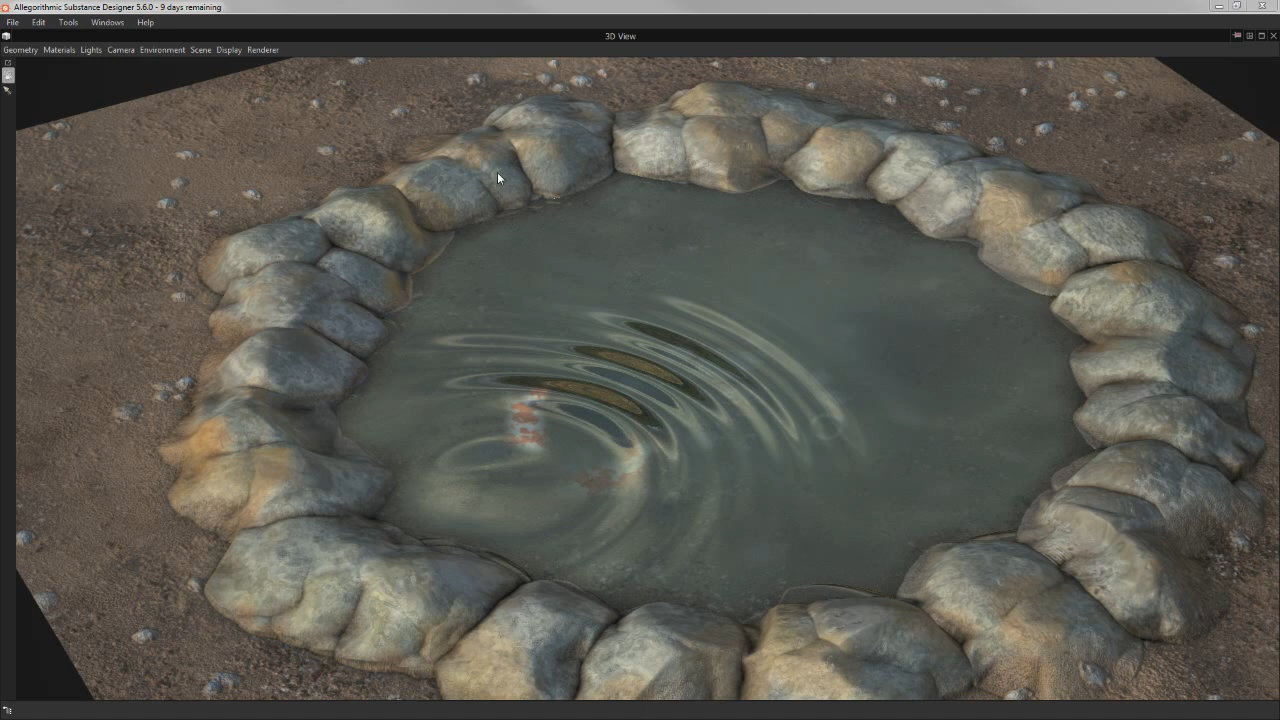 Allegorithmic Substance Designer 5.6.0 - 9 days remaining
File Edit Tools Windows Help
3D View
Geometry Materials Lights Camera Environment Scene Display Renderer